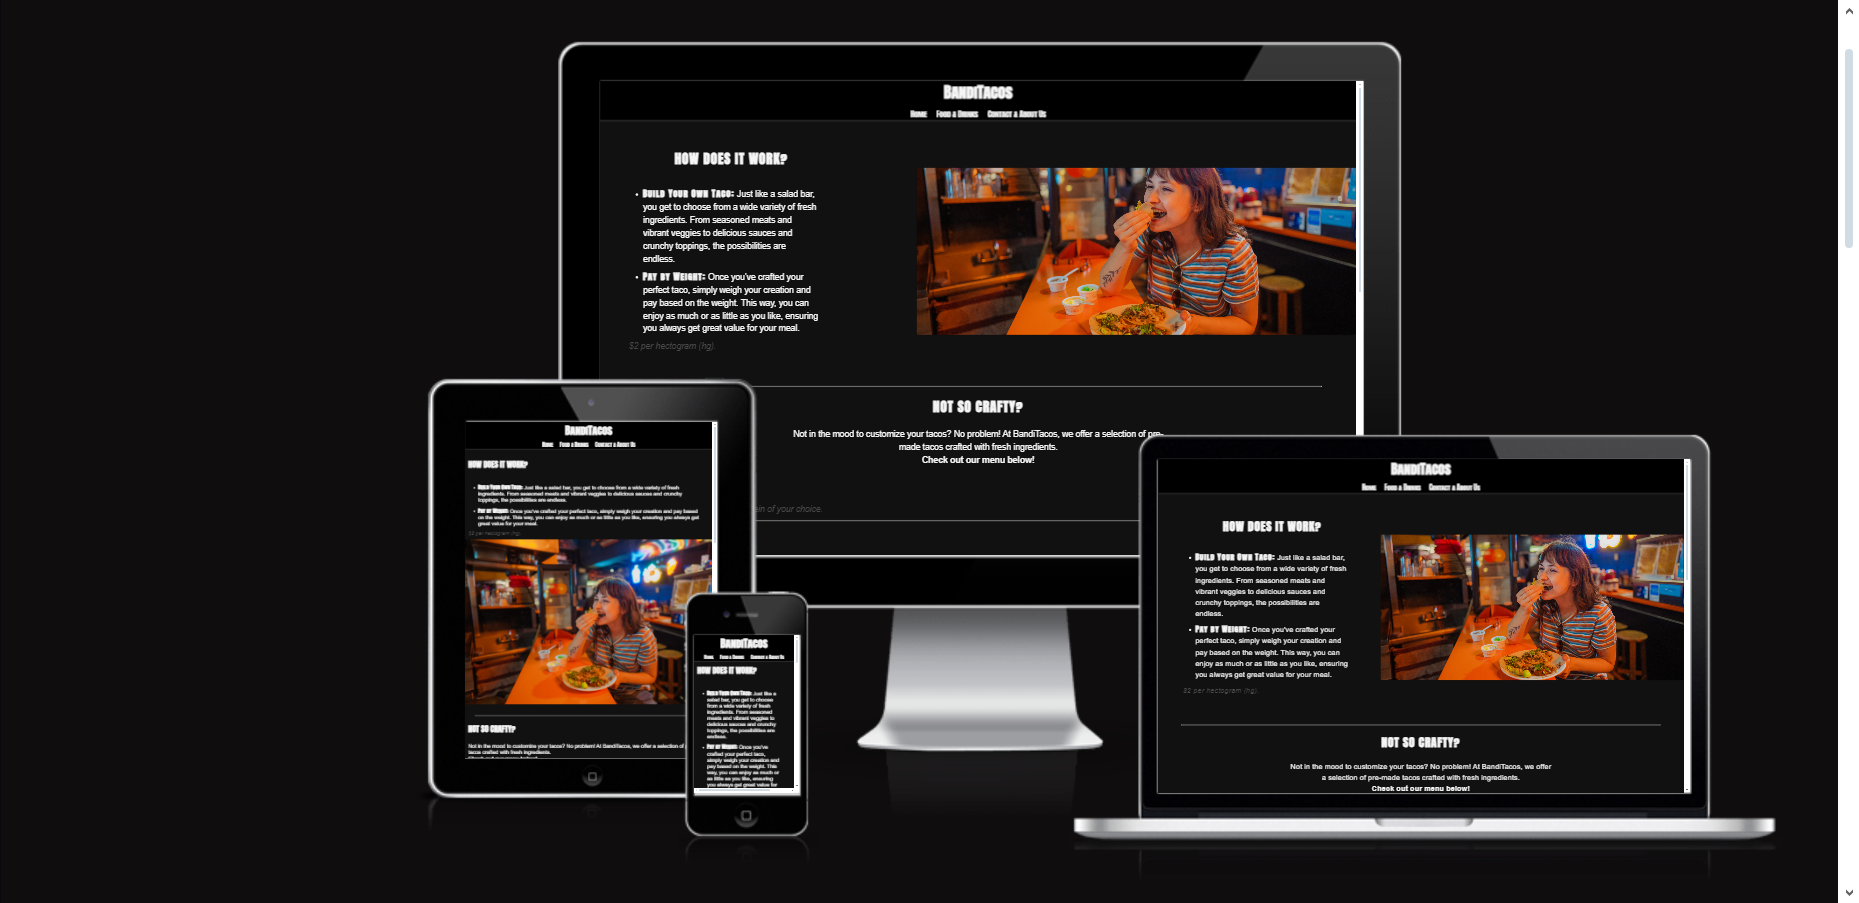 BandiTacos
Home Food & Drinks Contact & About Us
How does it work?
• Build Your Own Taco: Just like a salad bar,
you get to choose from a wide variety of fresh
ingredients. From seasoned meats and
vibrant veggies to delicious sauces and
crunchy toppings, the possibilities are
endless.
• Pay by Weight: Once you've crafted your
perfect taco, simply weigh your creation and
pay based on the weight. This way, you can
enjoy as much or as little as you like, ensuring
you always get great value for your meal.
$2 per hectogram (hg).
Not so crafty?
Not in the mood to customize your tacos? No problem! At BandiTacos, we offer a selection of pre-
made tacos crafted with fresh ingredients.
Check out our menu below!
of your choice.
BandiTacos
Home Food & Drinks Contact & About Us
How does it work?
• Build Your Own Taco: Just like a salad bar, you get to choose from a wide variety of fresh
ingredients. From seasoned meats and vibrant veggies to delicious sauces and crunchy
toppings, the possibilities are endless.
• Pay by Weight: Once you've crafted your perfect taco, simply weigh your creation and pay based
on the weight. This way, you can enjoy as much or as little as you like, ensuring you always get
great value for your meal.
$2 per hectogram (hg).
Not so crafty?
Not in the mood to customize your tacos? No problem! At BandiTacos, we offer a selection of
tacos crafted with fresh ingredients.
Check out our menu below!
BandiTacos
Home Food & Drinks Contact & About Us
How does it work?
• Build Your Own Taco: Just like a
salad bar, you get to choose
from a wide variety of fresh
ingredients. From seasoned
meats and vibrant veggies to
delicious sauces and crunchy
toppings, the possibilities are
endless.
• Pay by Weight: Once you've
crafted your perfect taco,
simply weigh your creation and
pay based on the weight. This
way, you can enjoy as much or
as little as you like, ensuring
you always get great value for
BandiTacos
Home Food & Drinks Contact & About Us
How does it work?
• Build Your Own Taco: Just like a salad bar,
you get to choose from a wide variety of fresh
ingredients. From seasoned meats and
vibrant veggies to delicious sauces and
crunchy toppings, the possibilities are
endless.
• Pay by Weight: Once you've crafted your
perfect taco, simply weigh your creation and
pay based on the weight. This way, you can
enjoy as much or as little as you like, ensuring
you always get great value for your meal.
$2 per hectogram (hg).
Not so crafty?
Not in the mood to customize your tacos? No problem! At BandiTacos, we offer
a selection of pre-made tacos crafted with fresh ingredients.
Check out our menu below!